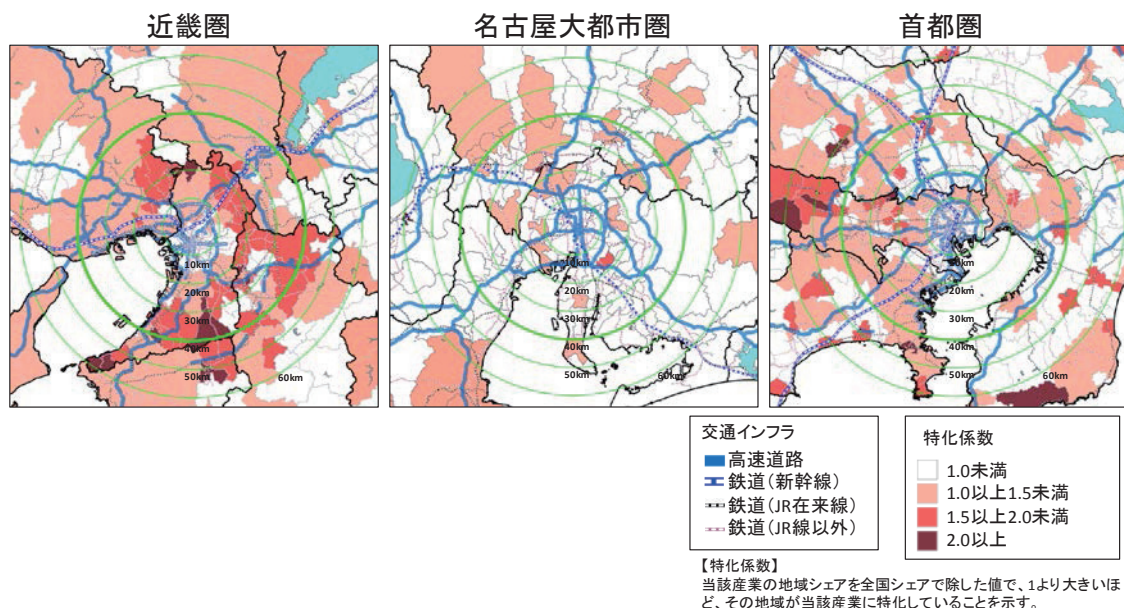 近畿圏
名古屋大都市圏
首都圏
10km
20km
30km
40km
50km
60km
10km
20km
30km
40km
50km
60km
20km
30km
40km
50km
60km
交通インフラ
高速道路
鉄道(新幹線)
鉄道(JR在来線)
鉄道(JR線以外)
特化係数
1.0未満
1.0以上1.5未満
1.5以上2.0未満
2.0以上
【特化係数】
当該産業の地域シェアを全国シェアで除した値で、1より大きいほ
ど、その地域が当該産業に特化していることを示す。